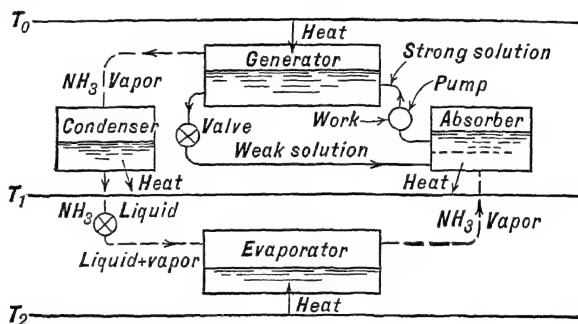 T₀
Heat
Strong solution
Generator
NH₃ Vapor
Pump
Condenser
Valve
Work
Absorber
Weak solution
Heat
Heat
T₁
NH₃ Liquid
NH₃ Vapor
Evaporator
Liquid+vapor
Heat
T₂